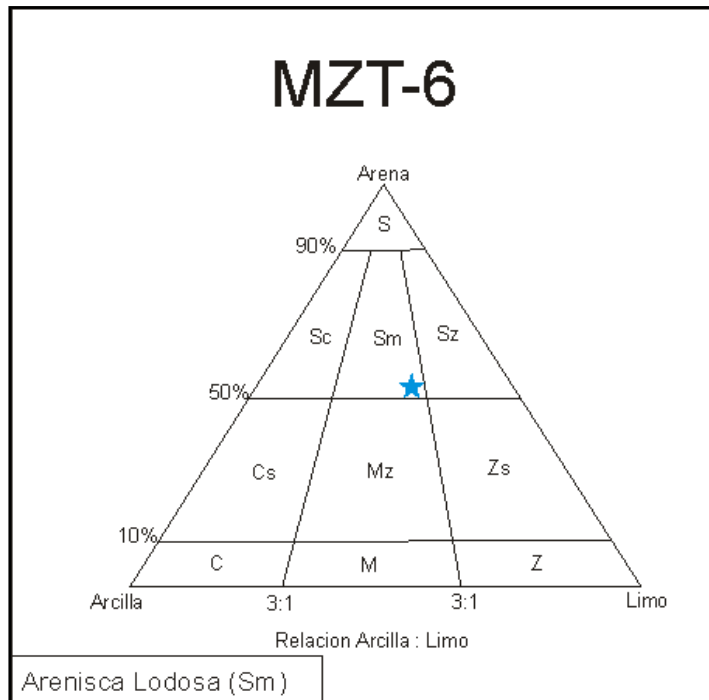 MZT-6
Arena
S
90%
Sc
Sm
Sz
50%
Cs
Mz
Zs
10%
C
M
Z
Arcilla
3:1
3:1
Limo
Relacion Arcilla : Limo
Arenisca Lodosa (Sm)